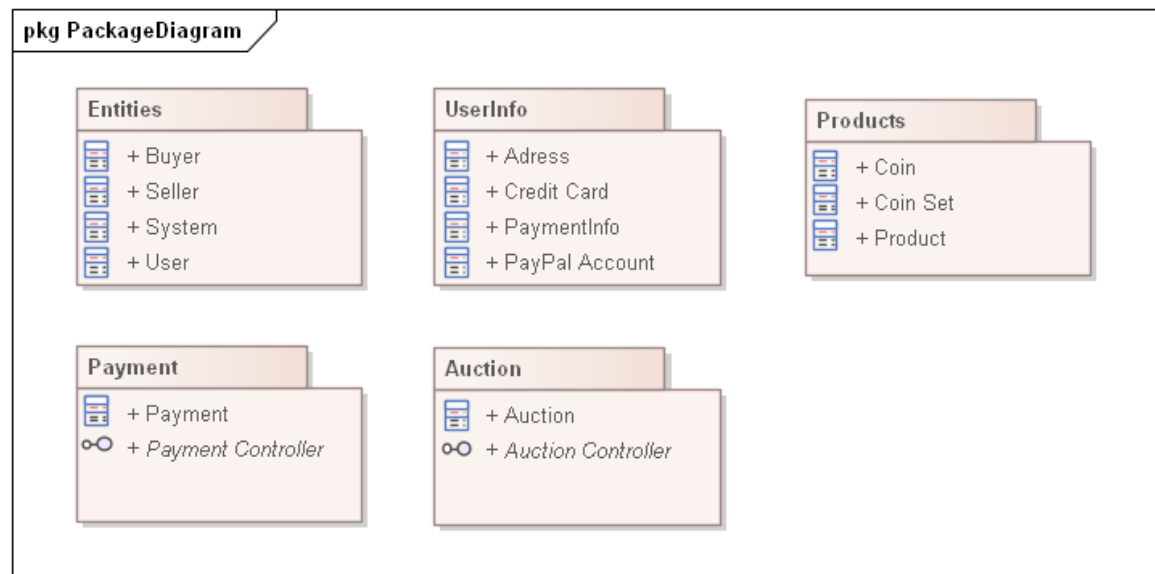 pkg PackageDiagram
Entities
+ Buyer
+ Seller
+ System
+ User
UserInfo
+ Adress
+ Credit Card
+ PaymentInfo
+ PayPal Account
Products
+ Coin
+ Coin Set
+ Product
Payment
+ Payment
+ Payment Controller
Auction
+ Auction
+ Auction Controller